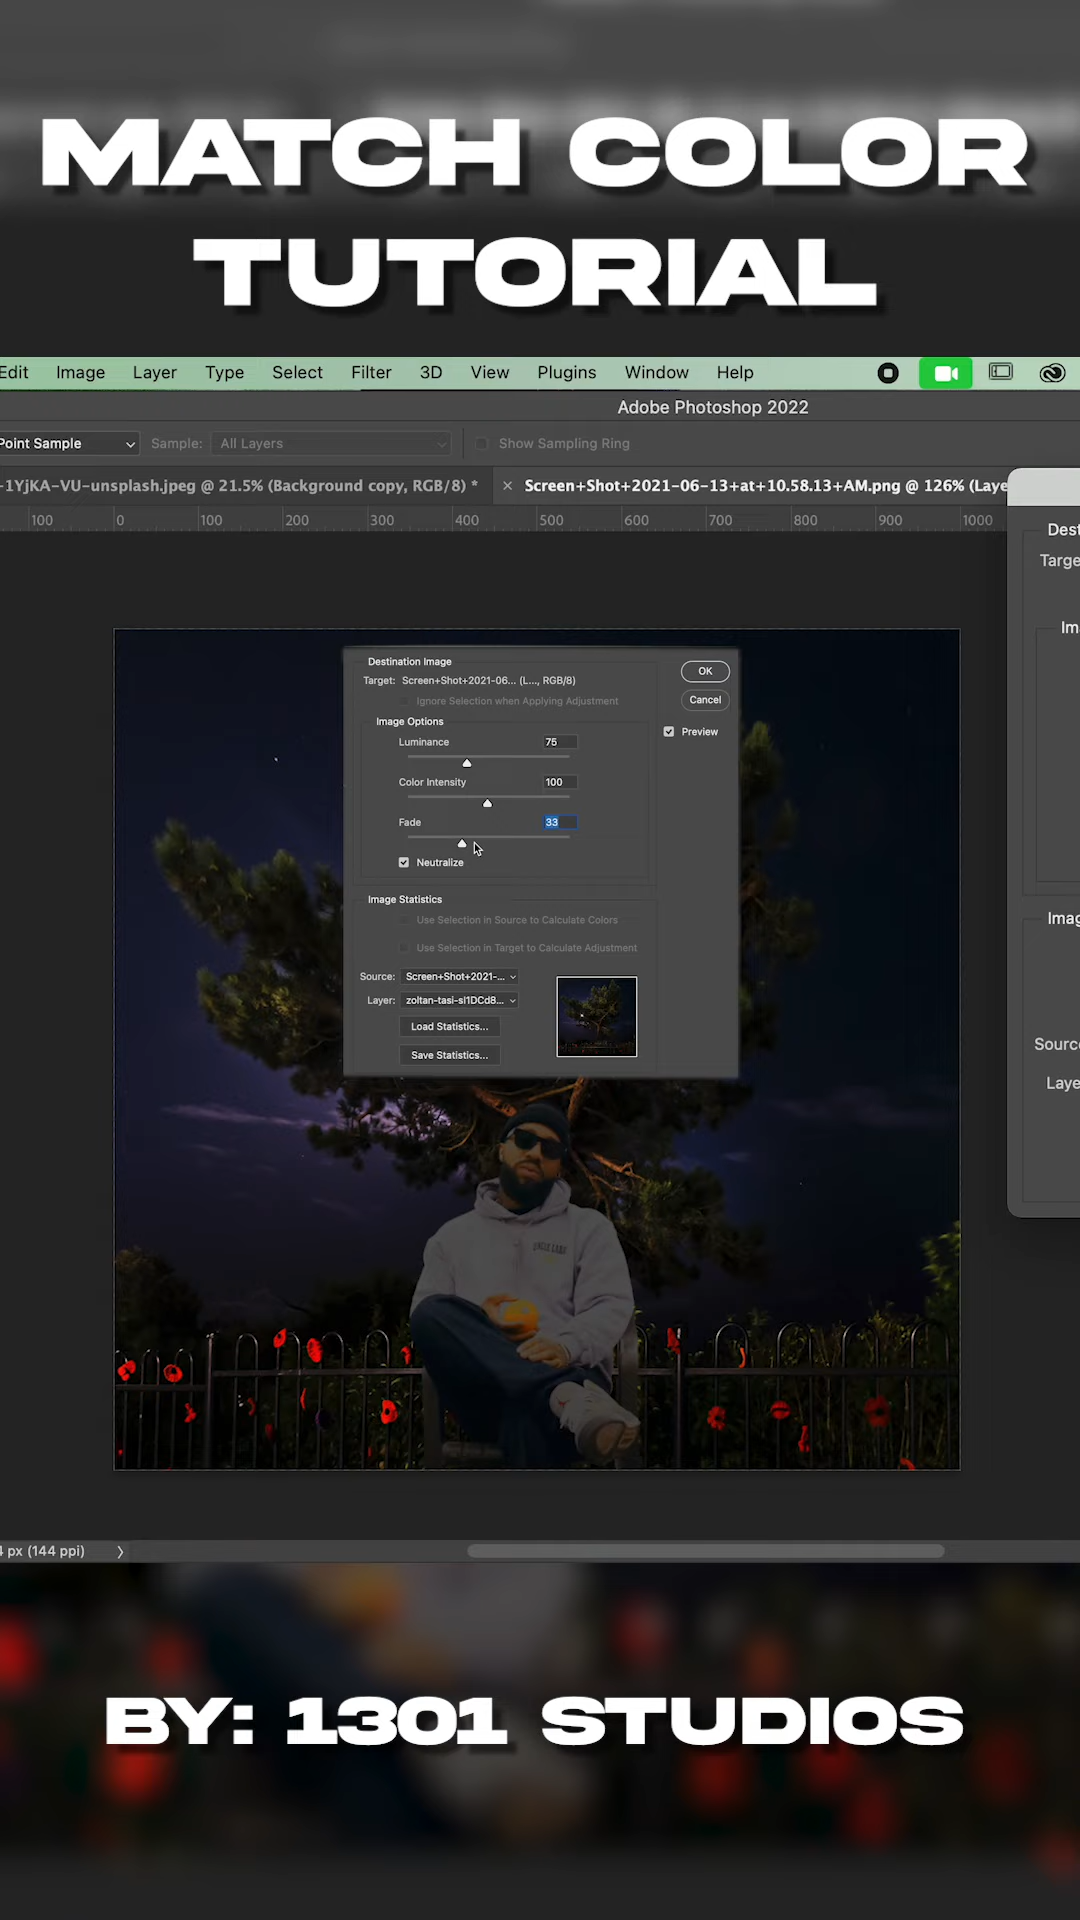 MATCH COLOR
TUTORIAL
Edit Image Layer Type Select Filter 3D View Plugins Window Help
Adobe Photoshop 2022
Point Sample Sample: All Layers Show Sampling Ring
-1YjKA-VU-unsplash.jpeg @ 21.5% (Background copy, RGB/8) * × Screen+Shot+2021-06-13+at+10.58.13+AM.png @ 126% (Laye
100 0 100 200 300 400 500 600 700 800 900 1000
Dest
Targe
Im
Imag
Source
Laye
Destination Image
Target: Screen+Shot+2021-06... (L..., RGB/8)
Ignore Selection when Applying Adjustment
OK
Cancel
Preview
Image Options
Luminance 75
Color Intensity 100
Fade 33
Neutralize
Image Statistics
Use Selection in Source to Calculate Colors
Use Selection in Target to Calculate Adjustment
Source: Screen+Shot+2021-...
Layer: zoltan-tasi-sl1DCd8...
Load Statistics...
Save Statistics...
4 px (144 ppi)
BY: 1301 STUDIOS